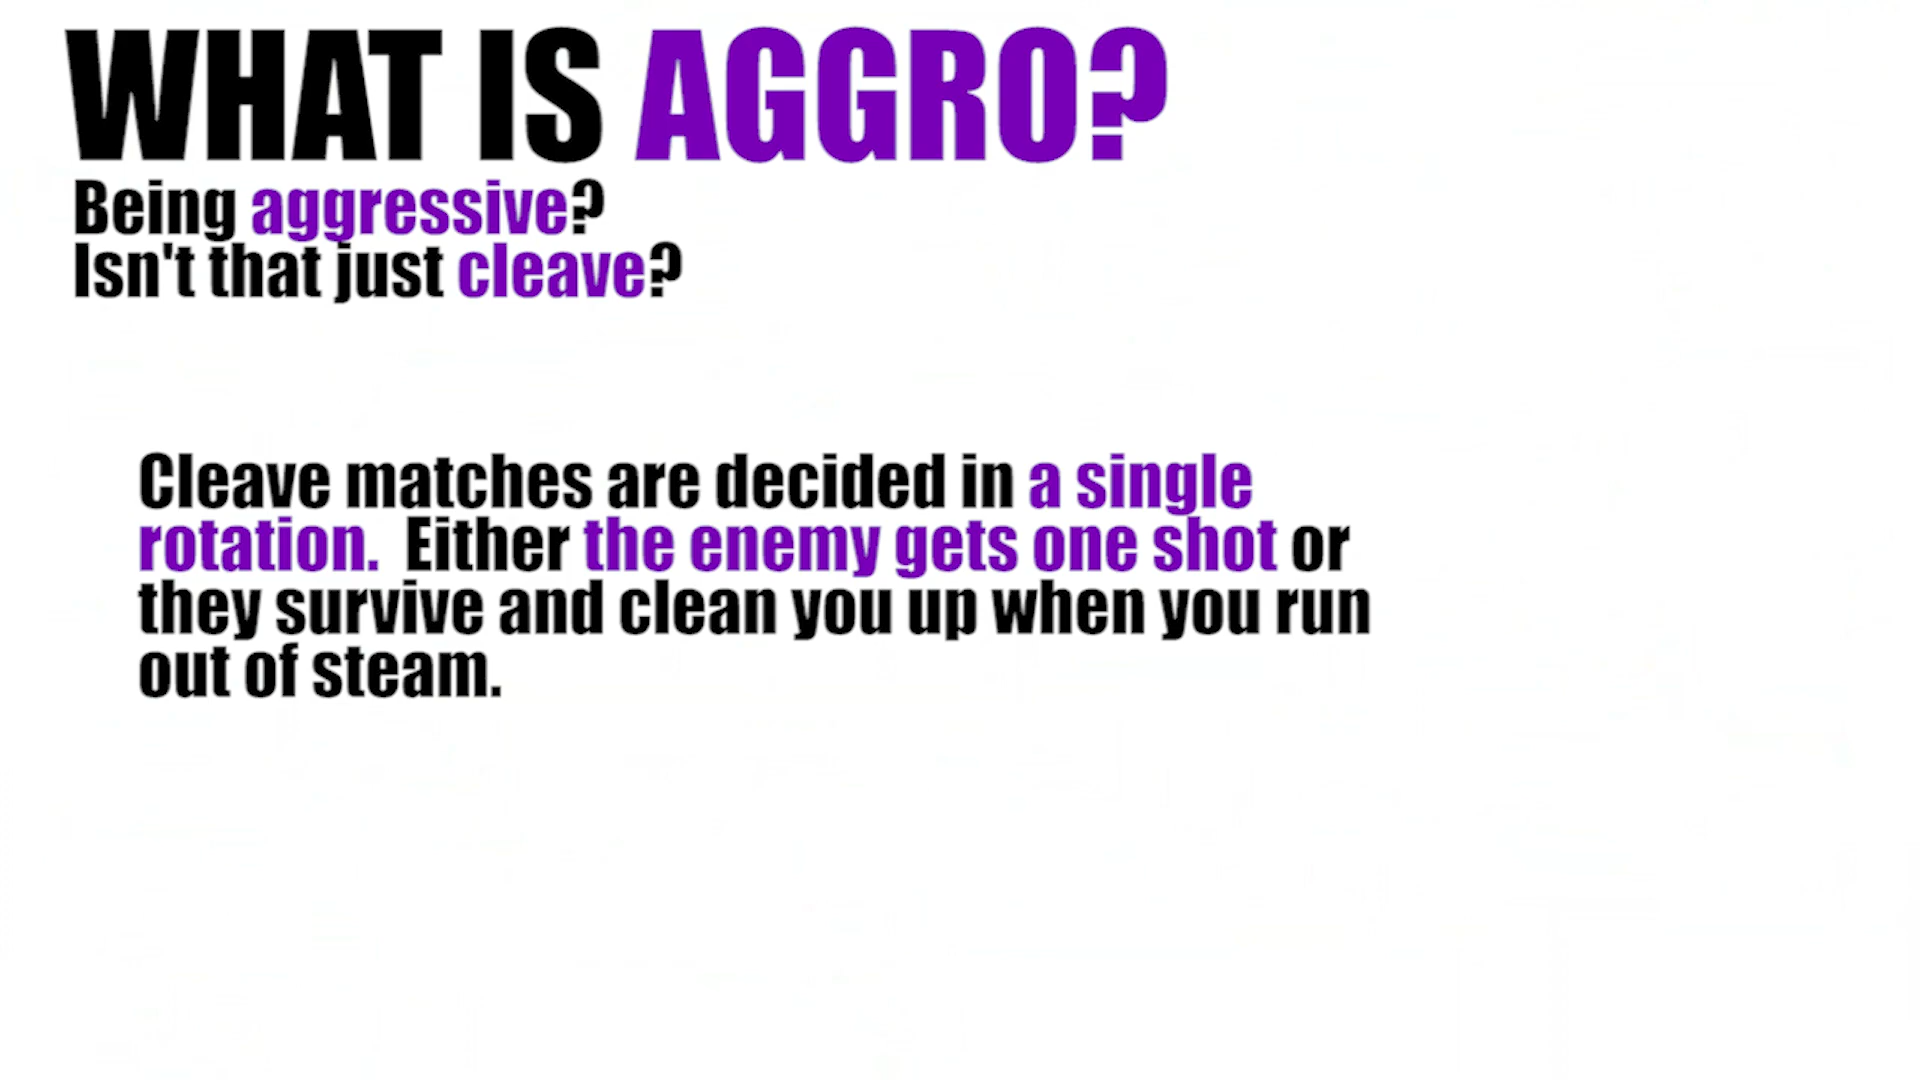 WHAT IS AGGRO?
Being aggressive?
Isn't that just cleave?
Cleave matches are decided in a single
rotation.  Either the enemy gets one shot or
they survive and clean you up when you run
out of steam.